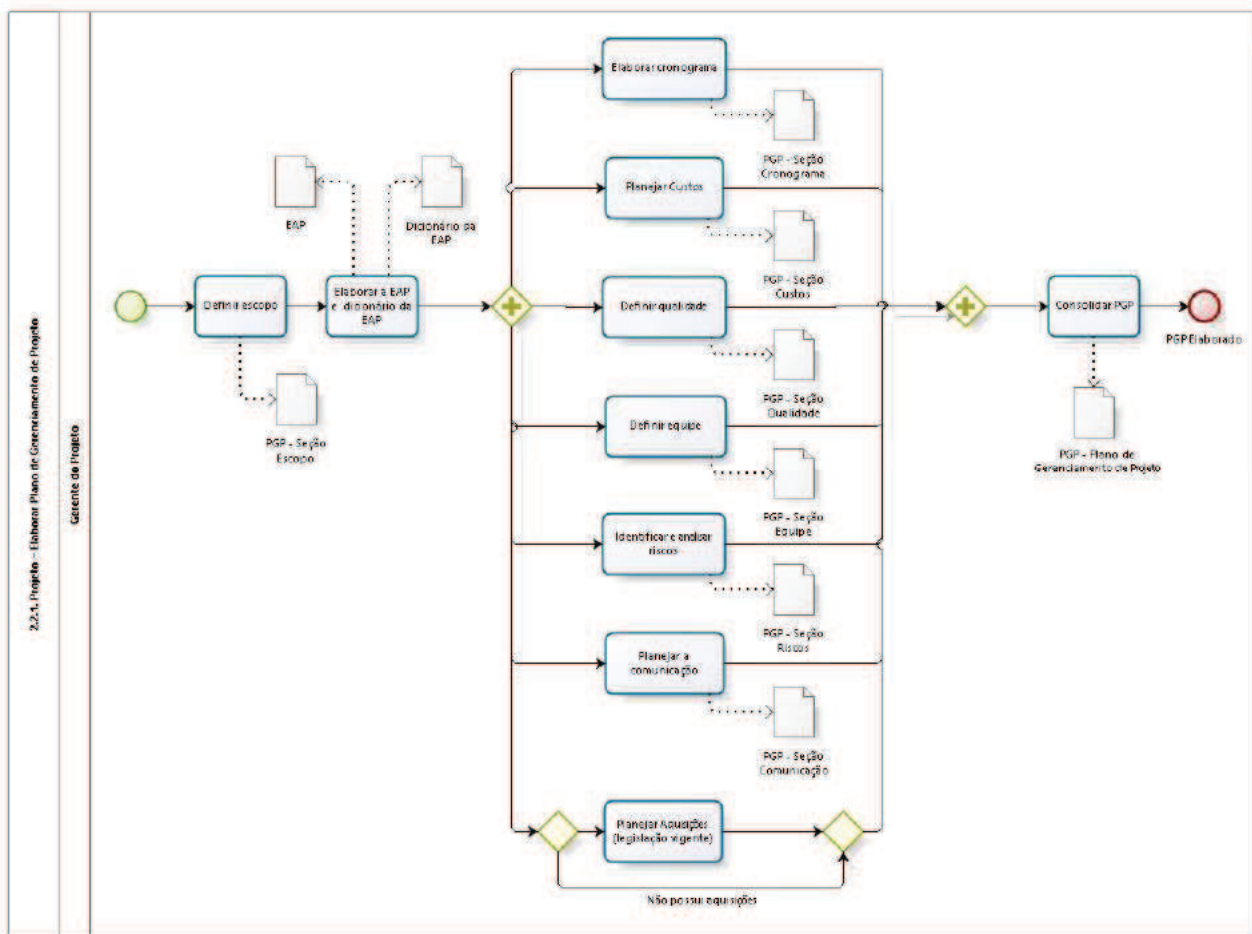 2.2.1. Projeto – Elaborar Plano de Gerenciamento de Projeto
Gerente do Projeto
Definir escopo
PGP - Seção
Escopo
EAP
Dicionário da
EAP
Elaborar a EAP
e dicionário da
EAP
Elaborar cronograma
PGP - Seção
Cronograma
Planejar Custos
PGP - Seção
Custos
Definir qualidade
PGP - Seção
Qualidade
Definir equipe
PGP - Seção
Equipe
Identificar e analisar
riscos
PGP - Seção
Riscos
Planejar a
comunicação
PGP - Seção
Comunicação
Planejar Aquisições
(legislação vigente)
Não possui aquisições
Consolidar PGP
PGP - Plano de
Gerenciamento de Projeto
PGP Elaborado